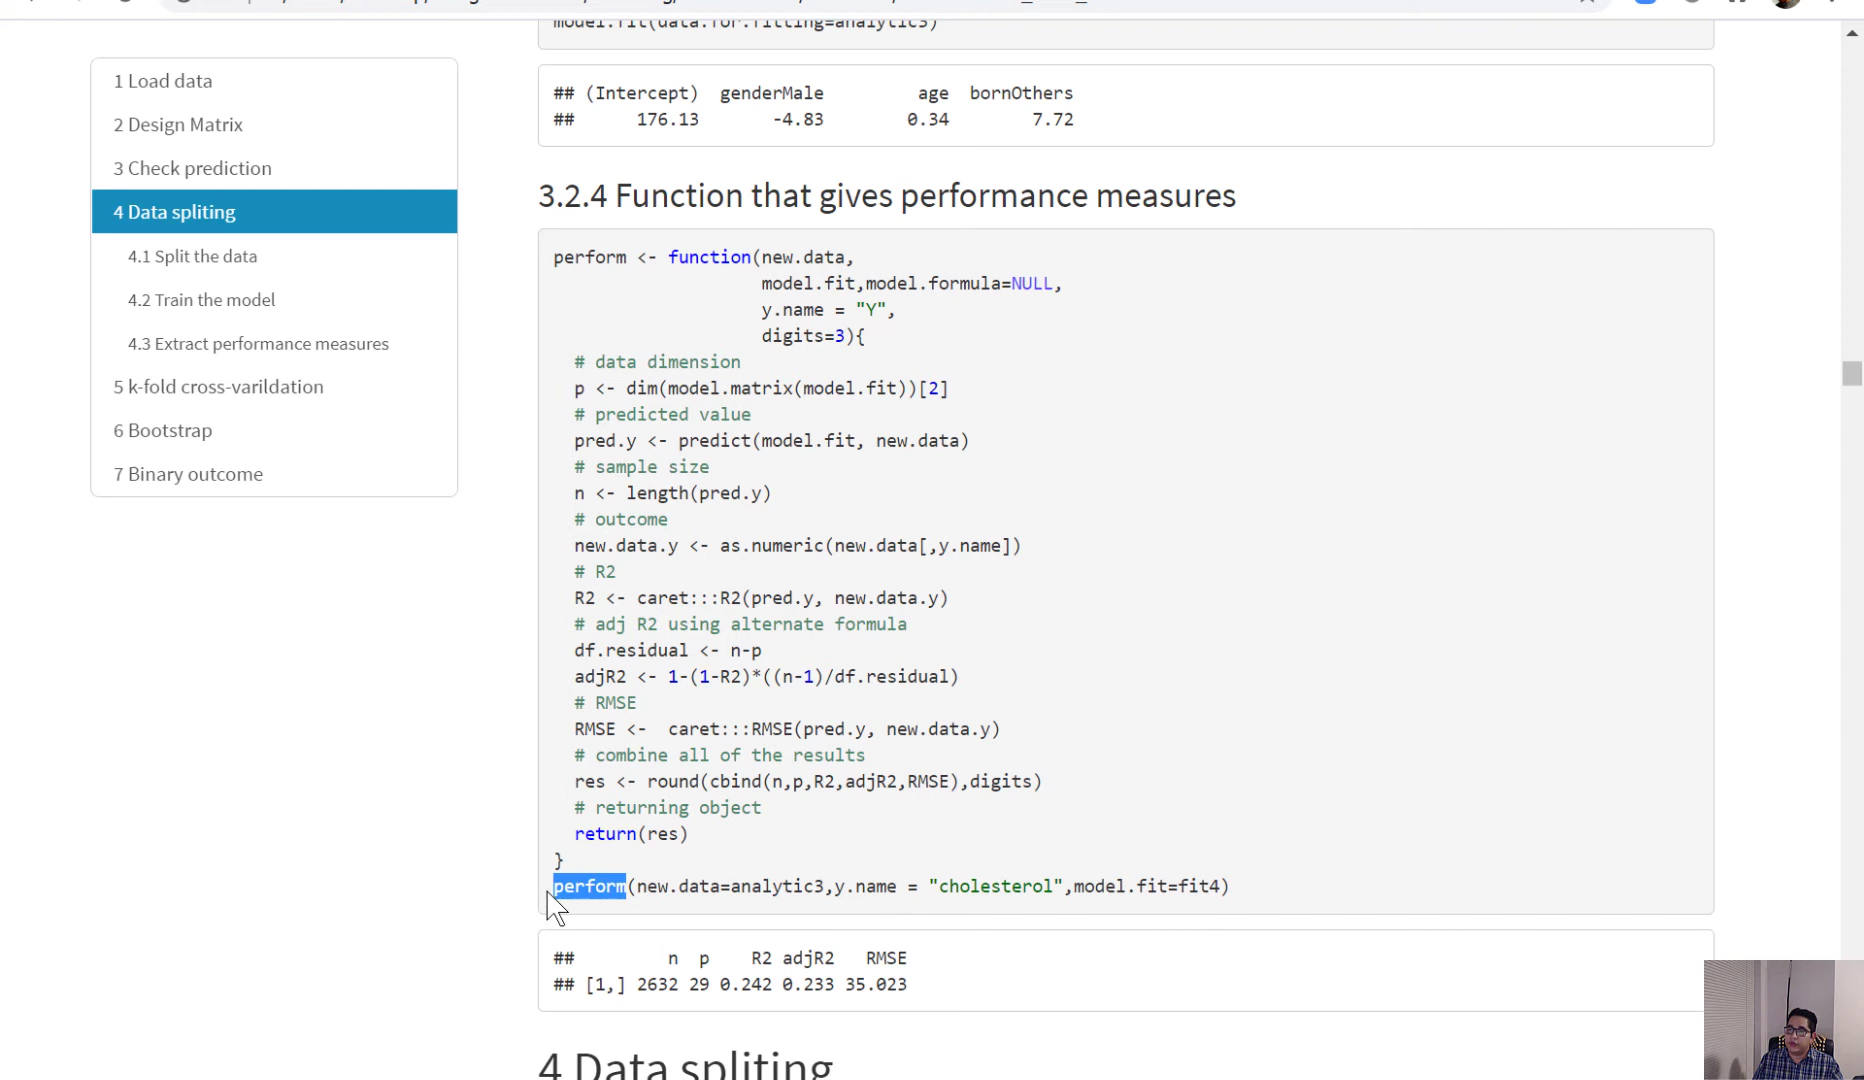 model.fit(data.for.fitting=analytic3)
1 Load data
2 Design Matrix
3 Check prediction
4 Data spliting
4.1 Split the data
4.2 Train the model
4.3 Extract performance measures
5 k-fold cross-varildation
6 Bootstrap
7 Binary outcome
## (Intercept) genderMale age bornOthers
## 176.13 -4.83 0.34 7.72
3.2.4 Function that gives performance measures
perform <- function(new.data,
model.fit,model.formula=NULL,
y.name = "Y",
digits=3){
# data dimension
p <- dim(model.matrix(model.fit))[2]
# predicted value
pred.y <- predict(model.fit, new.data)
# sample size
n <- length(pred.y)
# outcome
new.data.y <- as.numeric(new.data[,y.name])
# R2
R2 <- caret:::R2(pred.y, new.data.y)
# adj R2 using alternate formula
df.residual <- n-p
adjR2 <- 1-(1-R2)*((n-1)/df.residual)
# RMSE
RMSE <-  caret:::RMSE(pred.y, new.data.y)
# combine all of the results
res <- round(cbind(n,p,R2,adjR2,RMSE),digits)
# returning object
return(res)
}
perform(new.data=analytic3,y.name = "cholesterol",model.fit=fit4)
## n p R2 adjR2 RMSE
## [1,] 2632 29 0.242 0.233 35.023
4 Data spliting